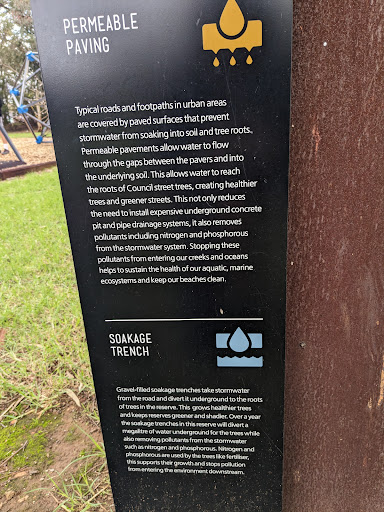 PERMEABLE
PAVING
Typical roads and footpaths in urban areas
are covered by paved surfaces that prevent
stormwater from soaking into soil and tree roots.
Permeable pavements allow water to flow
through the gaps between the pavers and into
the underlying soil. This allows water to reach
the roots of Council street trees, creating healthier
trees and greener streets. This not only reduces
the need to install expensive underground concrete
pit and pipe drainage systems, it also removes
pollutants including nitrogen and phosphorous
from the stormwater system. Stopping these
pollutants from entering our creeks and oceans
helps to sustain the health of our aquatic, marine
ecosystems and keep our beaches clean.
SOAKAGE
TRENCH
Gravel-filled soakage trenches take stormwater
from the road and divert it underground to the roots
of trees in the reserve. This grows healthier trees
and keeps reserves greener and shadier. Over a year
the soakage trenches in this reserve will divert a
megalitre of water underground for the trees while
also removing pollutants from the stormwater
such as nitrogen and phosphorous. Nitrogen and
phosphorous are used by the trees like fertiliser,
this supports their growth and stops pollution
from entering the environment downstream.